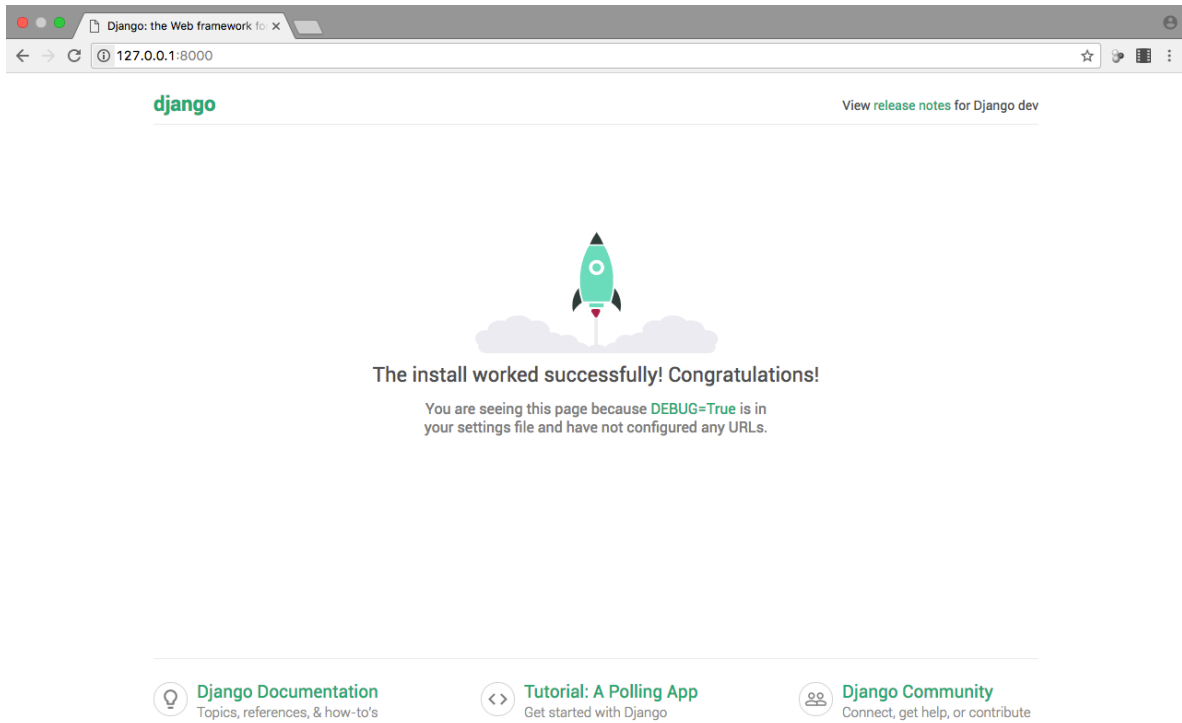 Django: the Web framework for
127.0.0.1:8000
django
View release notes for Django dev
The install worked successfully! Congratulations!
You are seeing this page because DEBUG=True is in
your settings file and have not configured any URLs.
Django Documentation
Topics, references, & how-to's
Tutorial: A Polling App
Get started with Django
Django Community
Connect, get help, or contribute